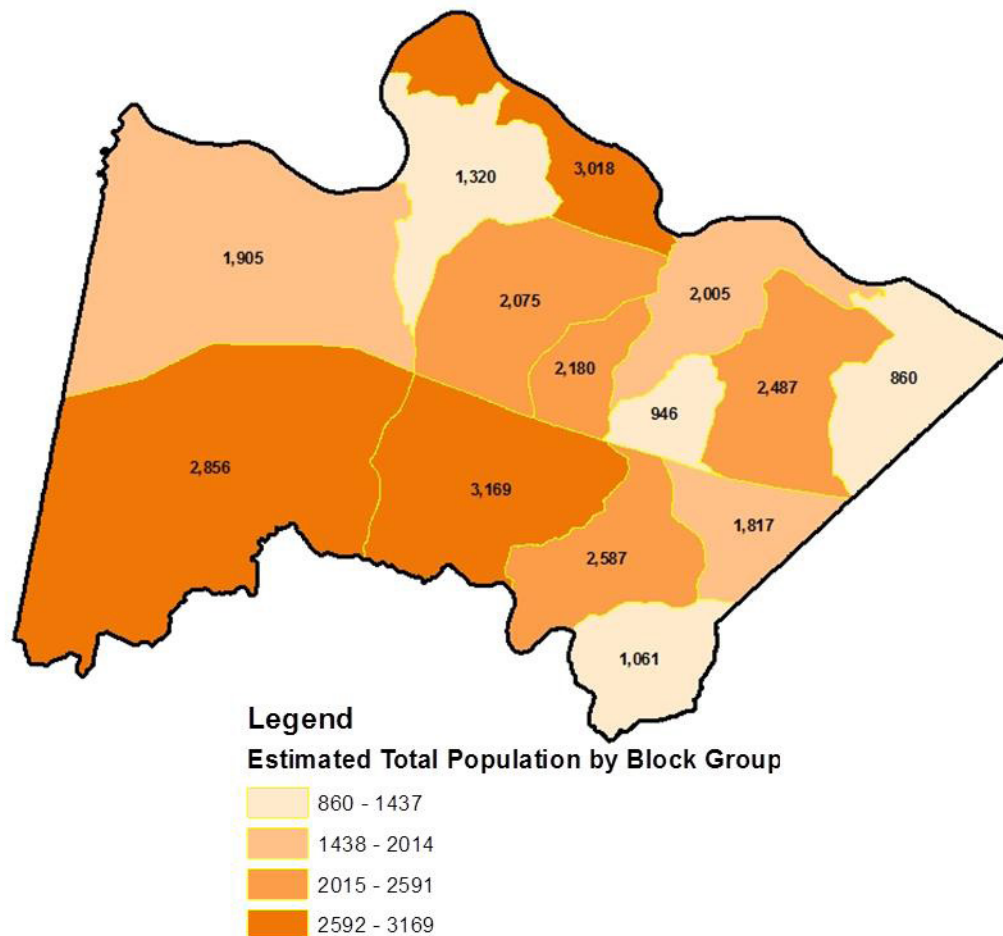 3,018
1,320
1,905
2,005
2,075
2,180
860
2,487
946
2,856
3,169
1,817
2,587
1,061
Legend
Estimated Total Population by Block Group
860 - 1437
1438 - 2014
2015 - 2591
2592 - 3169